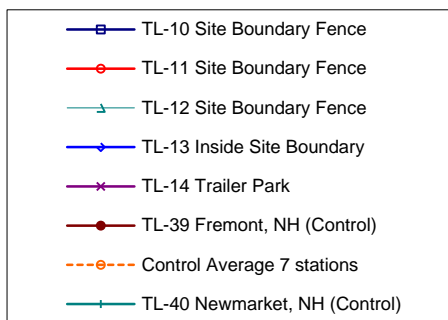 TL-10 Site Boundary Fence
TL-11 Site Boundary Fence
TL-12 Site Boundary Fence
TL-13 Inside Site Boundary
TL-14 Trailer Park
TL-39 Fremont, NH (Control)
Control Average 7 stations
TL-40 Newmarket, NH (Control)